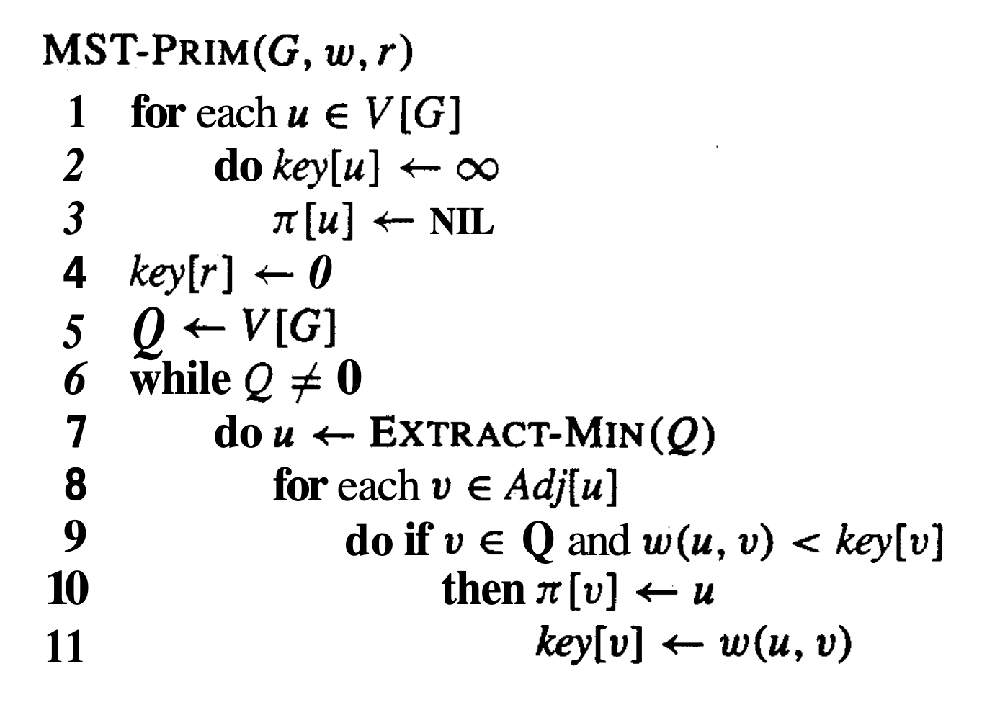 MST-PRIM(G, w, r)
1 for each u ∈ V[G]
2 do key[u] ← ∞
3 π[u] ← NIL
4 key[r] ← 0
5 Q ← V[G]
6 while Q ≠ 0
7 do u ← EXTRACT-MIN(Q)
8 for each v ∈ Adj[u]
9 do if v ∈ Q and w(u, v) < key[v]
10 then π[v] ← u
11 key[v] ← w(u, v)